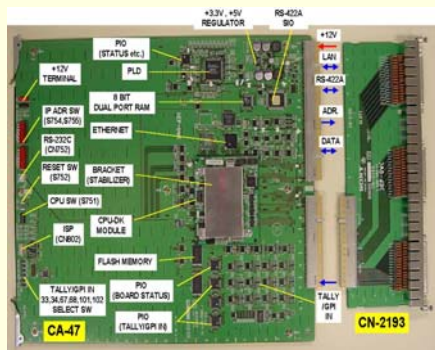 +3.3V , +5V
REGULATOR
RS-422A
SIO
PIO
(STATUS etc.)
PLD
+12V
LAN
RS-422A
ADR.
DATA
+12V
TERMINAL
8 BIT
DUAL PORT RAM
IP ADR SW
(S754,S755)
ETHERNET
RS-232C
(CN752)
RESET SW
(S752)
BRACKET
(STABILIZER)
CPU SW (S751)
CPU-DK
MODULE
ISP
(CN802)
FLASH MEMORY
TALLY/GPI IN
33,34,67,68,101,102
SELECT SW
PIO
(BOARD STATUS)
PIO
(TALLY/GPI IN)
TALLY
/GPI
IN
CA-47
CN-2193